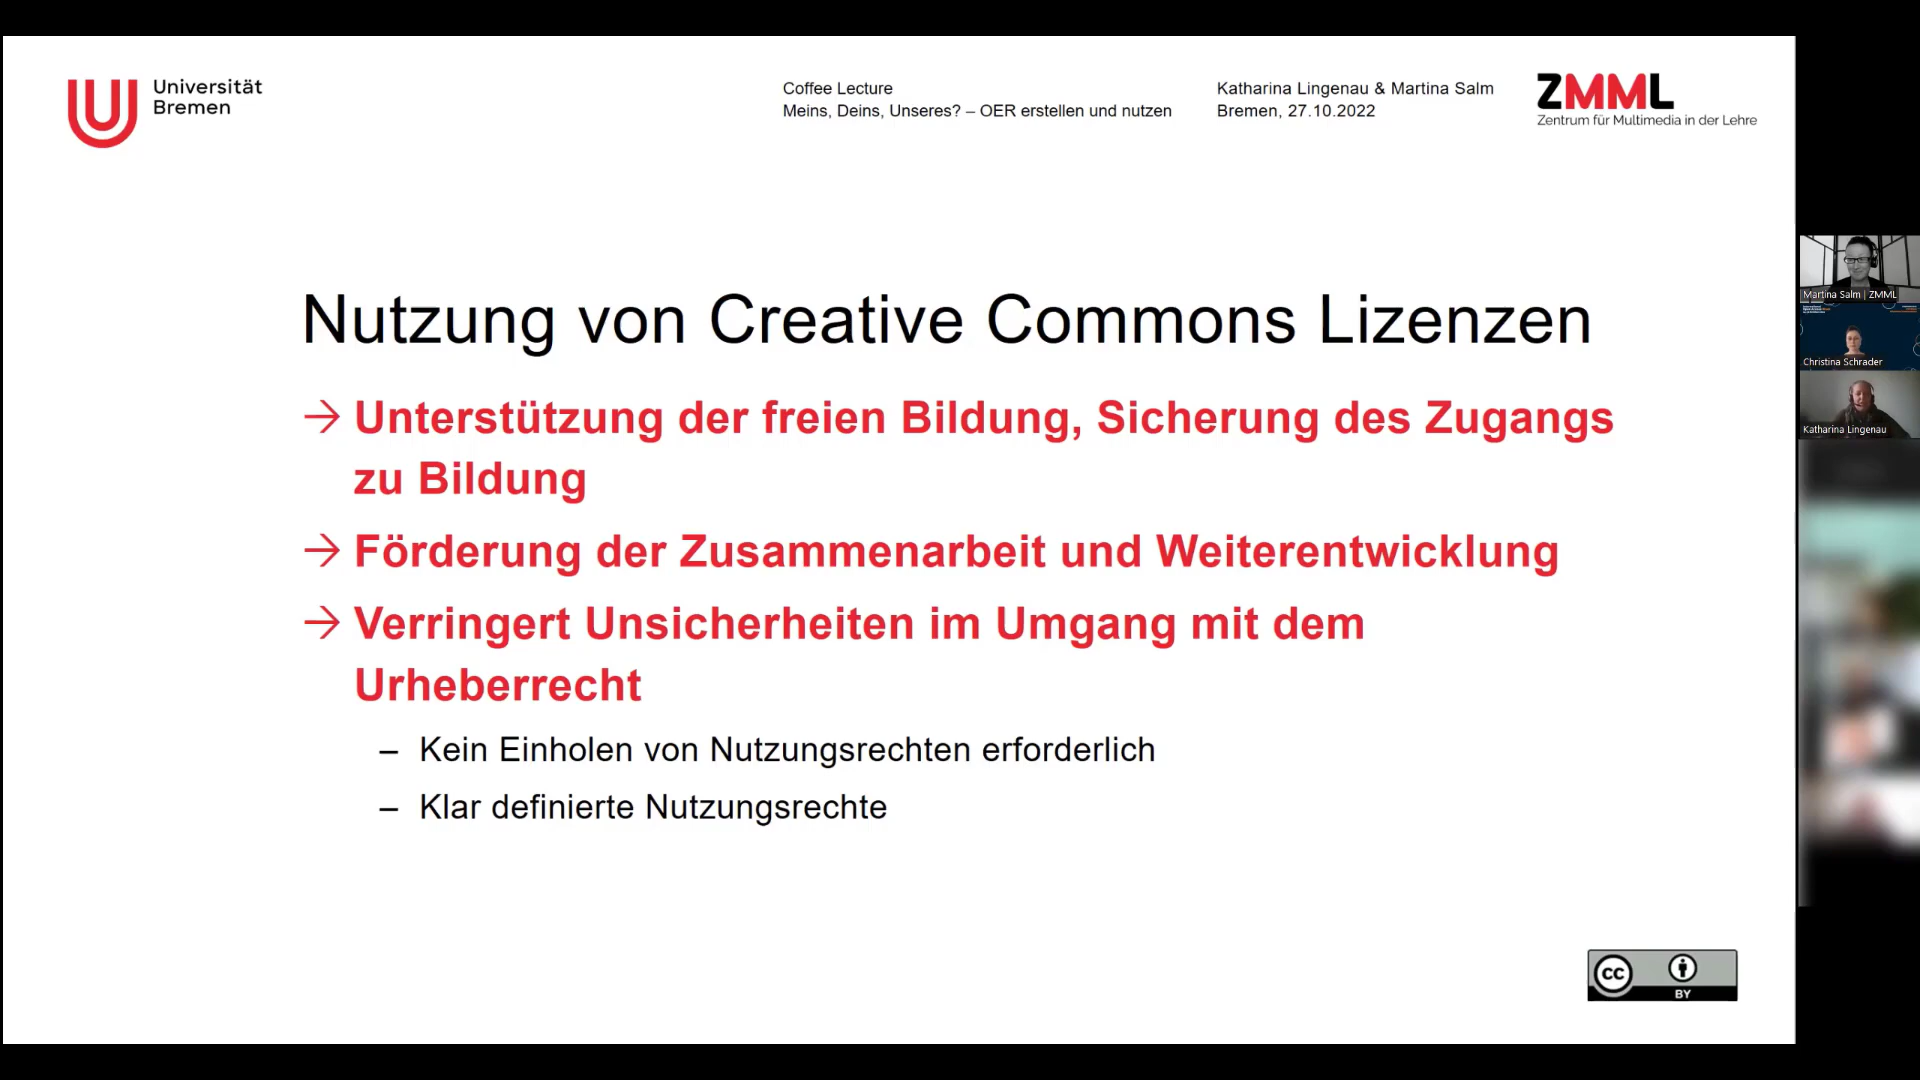 Universität
Bremen
Coffee Lecture
Meins, Deins, Unseres? – OER erstellen und nutzen
Katharina Lingenau & Martina Salm
Bremen, 27.10.2022
ZMML
Zentrum für Multimedia in der Lehre
Nutzung von Creative Commons Lizenzen
→ Unterstützung der freien Bildung, Sicherung des Zugangs
zu Bildung
→ Förderung der Zusammenarbeit und Weiterentwicklung
→ Verringert Unsicherheiten im Umgang mit dem
Urheberrecht
– Kein Einholen von Nutzungsrechten erforderlich
– Klar definierte Nutzungsrechte
cc
BY
Martina Salm | ZMML
Christina Schrader
Katharina Lingenau